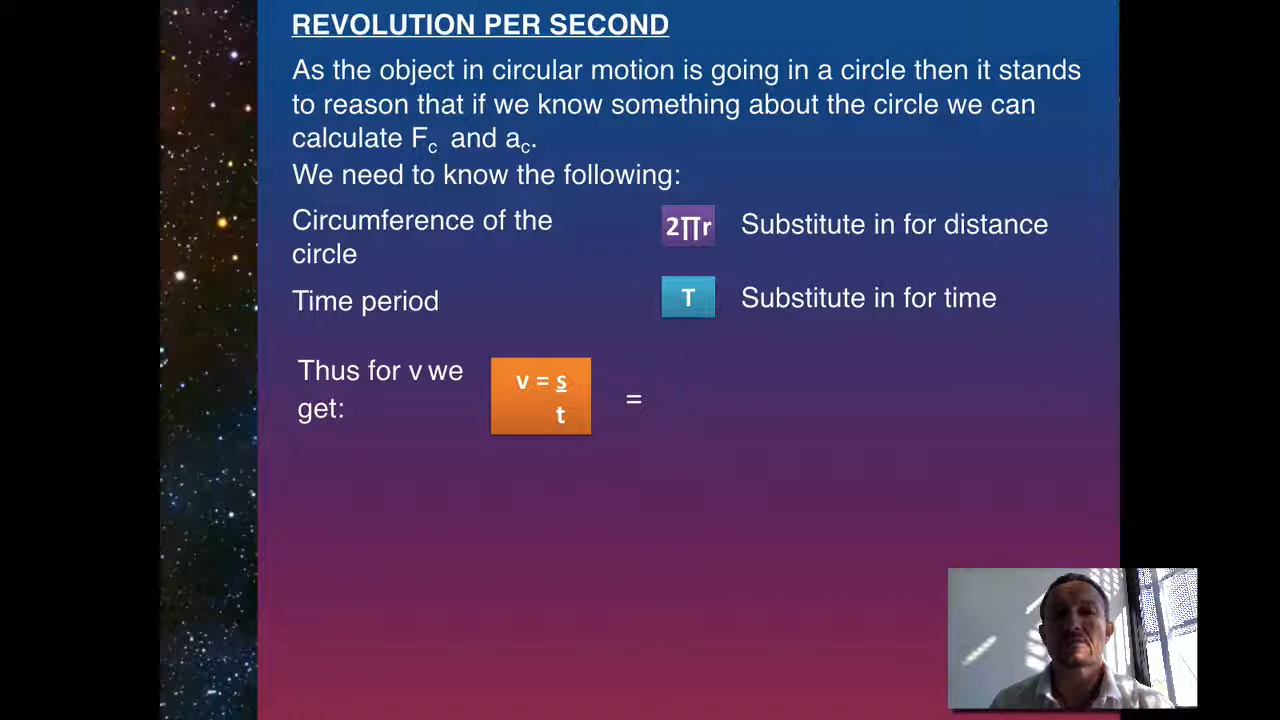 REVOLUTION PER SECOND
As the object in circular motion is going in a circle then it stands
to reason that if we know something about the circle we can
calculate Fc and ac.
We need to know the following:
Circumference of the
circle
2∏r
Substitute in for distance
Time period
T
Substitute in for time
Thus for v we
get:
v = s
t
=